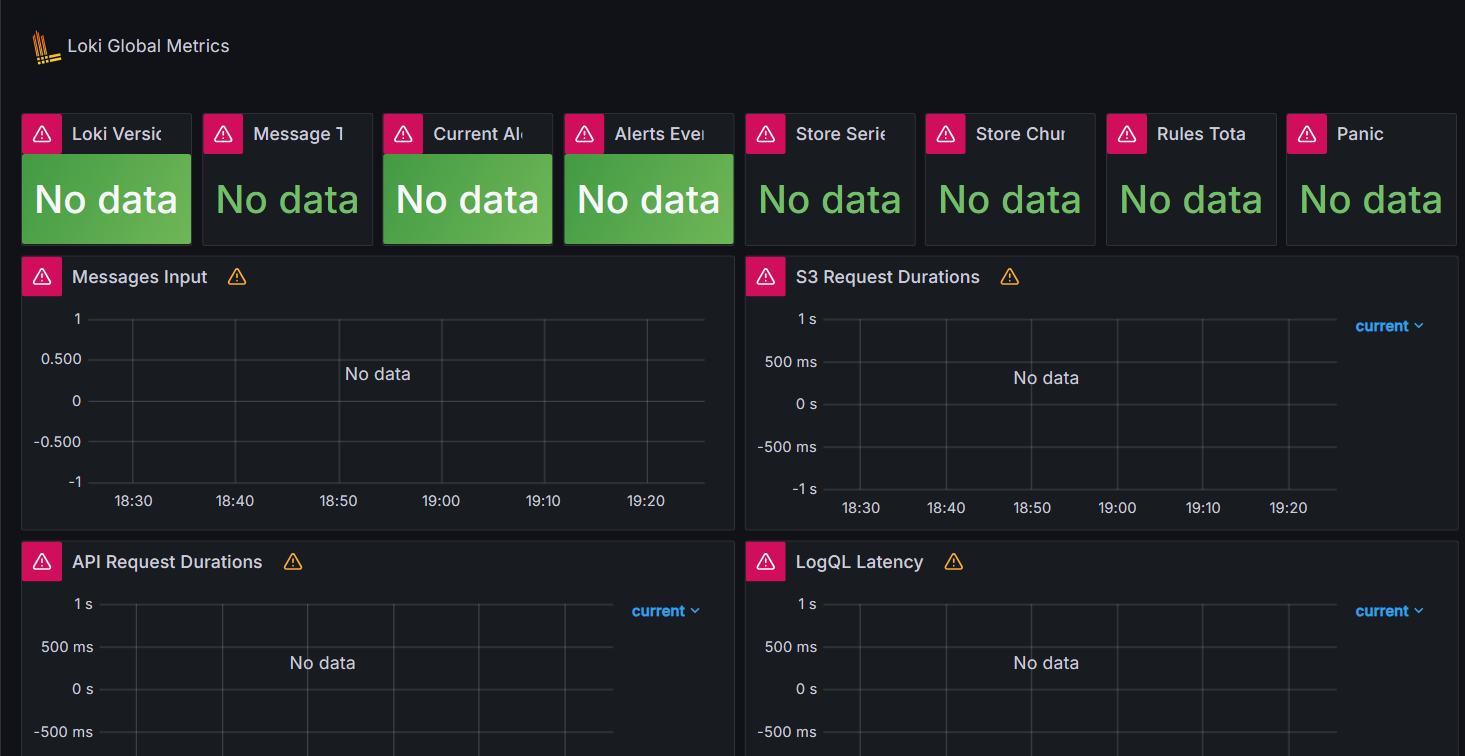 Loki Global Metrics
Loki Versic
Message T
Current Al
Alerts Ever
Store Serie
Store Chur
Rules Tota
Panic
No data
No data
No data
No data
No data
No data
No data
No data
Messages Input
1
0.500
0
-0.500
-1
No data
18:30 18:40 18:50 19:00 19:10 19:20
S3 Request Durations
1 s
500 ms
0 s
-500 ms
-1 s
No data
current
18:30 18:40 18:50 19:00 19:10 19:20
API Request Durations
1 s
500 ms
0 s
-500 ms
No data
current
LogQL Latency
1 s
500 ms
0 s
-500 ms
No data
current